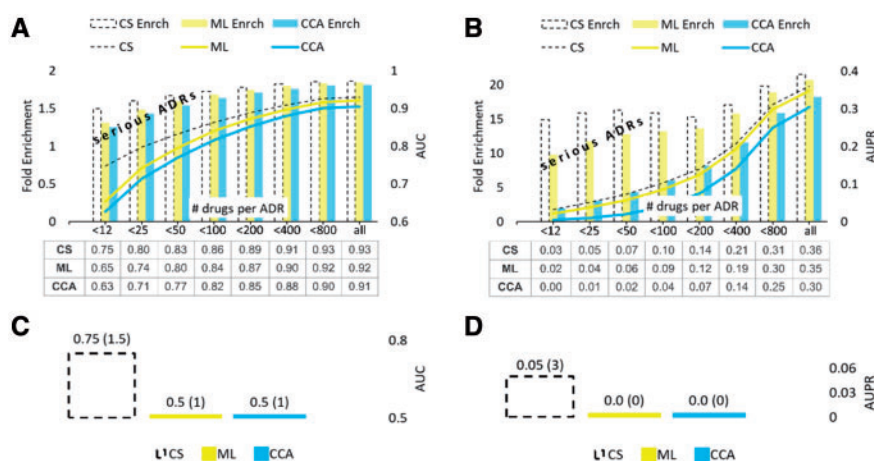 A
CS Enrch ML Enrch CCA Enrch
CS ML CCA
2 1
1.5 0.9
1 0.8
0.5 0.7
0 0.6
Fold Enrichment
AUC
serious ADRs
# drugs per ADR
<12 <25 <50 <100 <200 <400 <800 all
CS 0.75 0.80 0.83 0.86 0.89 0.91 0.93 0.93
ML 0.65 0.74 0.80 0.84 0.87 0.90 0.92 0.92
CCA 0.63 0.71 0.77 0.82 0.85 0.88 0.90 0.91
B
CS Enrch ML Enrch CCA Enrch
CS ML CCA
0.4
20 0.3
15
10 0.2
5 0.1
0 0
Fold Enrichment
AUPR
serious ADRs
# drugs per ADR
<12 <25 <50 <100 <200 <400 <800 all
CS 0.03 0.05 0.07 0.10 0.14 0.21 0.31 0.36
ML 0.02 0.04 0.06 0.09 0.12 0.19 0.30 0.35
CCA 0.00 0.01 0.02 0.04 0.07 0.14 0.25 0.30
C
0.75 (1.5)
0.5 (1) 0.5 (1)
0.8
0.5
AUC
CS ML CCA
D
0.05 (3)
0.0 (0) 0.0 (0)
0.06
0.03
0
AUPR
CS ML CCA